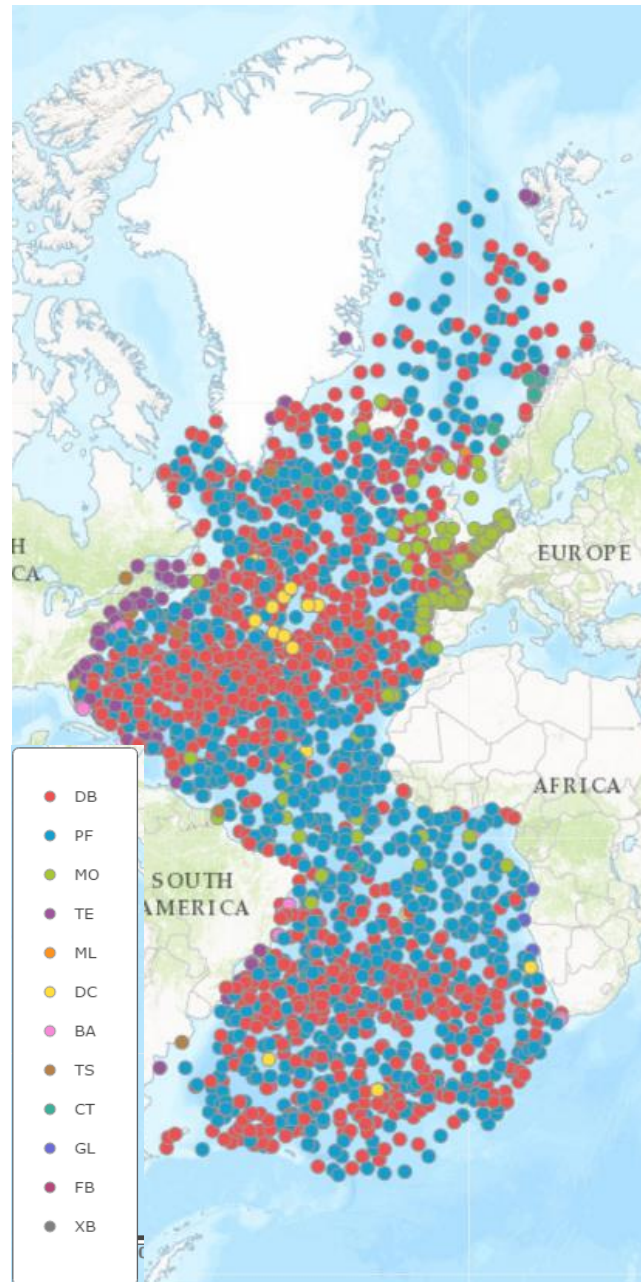 H
CA
EUROPE
AFRICA
SOUTH
AMERICA
DB
PF
MO
TE
ML
DC
BA
TS
CT
GL
FB
XB